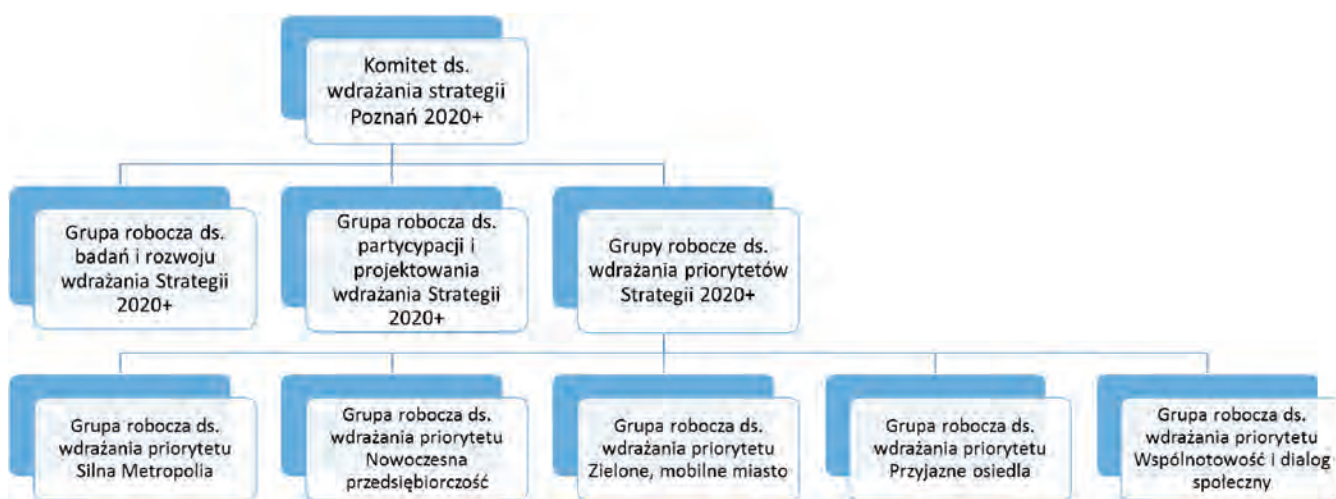 Komitet ds.
wdrażania strategii
Poznań 2020+
Grupa robocza ds.
badań i rozwoju
wdrażania Strategii
2020+
Grupa robocza ds.
partycypacji i
projektowania
wdrażania Strategii
2020+
Grupy robocze ds.
wdrażania priorytetów
Strategii 2020+
Grupa robocza ds.
wdrażania priorytetu
Silna Metropolia
Grupa robocza ds.
wdrażania priorytetu
Nowoczesna
przedsiębiorczość
Grupa robocza ds.
wdrażania priorytetu
Zielone, mobilne miasto
Grupa robocza ds.
wdrażania priorytetu
Przyjazne osiedla
Grupa robocza ds.
wdrażania priorytetu
Wspólnotowość i dialog
społeczny